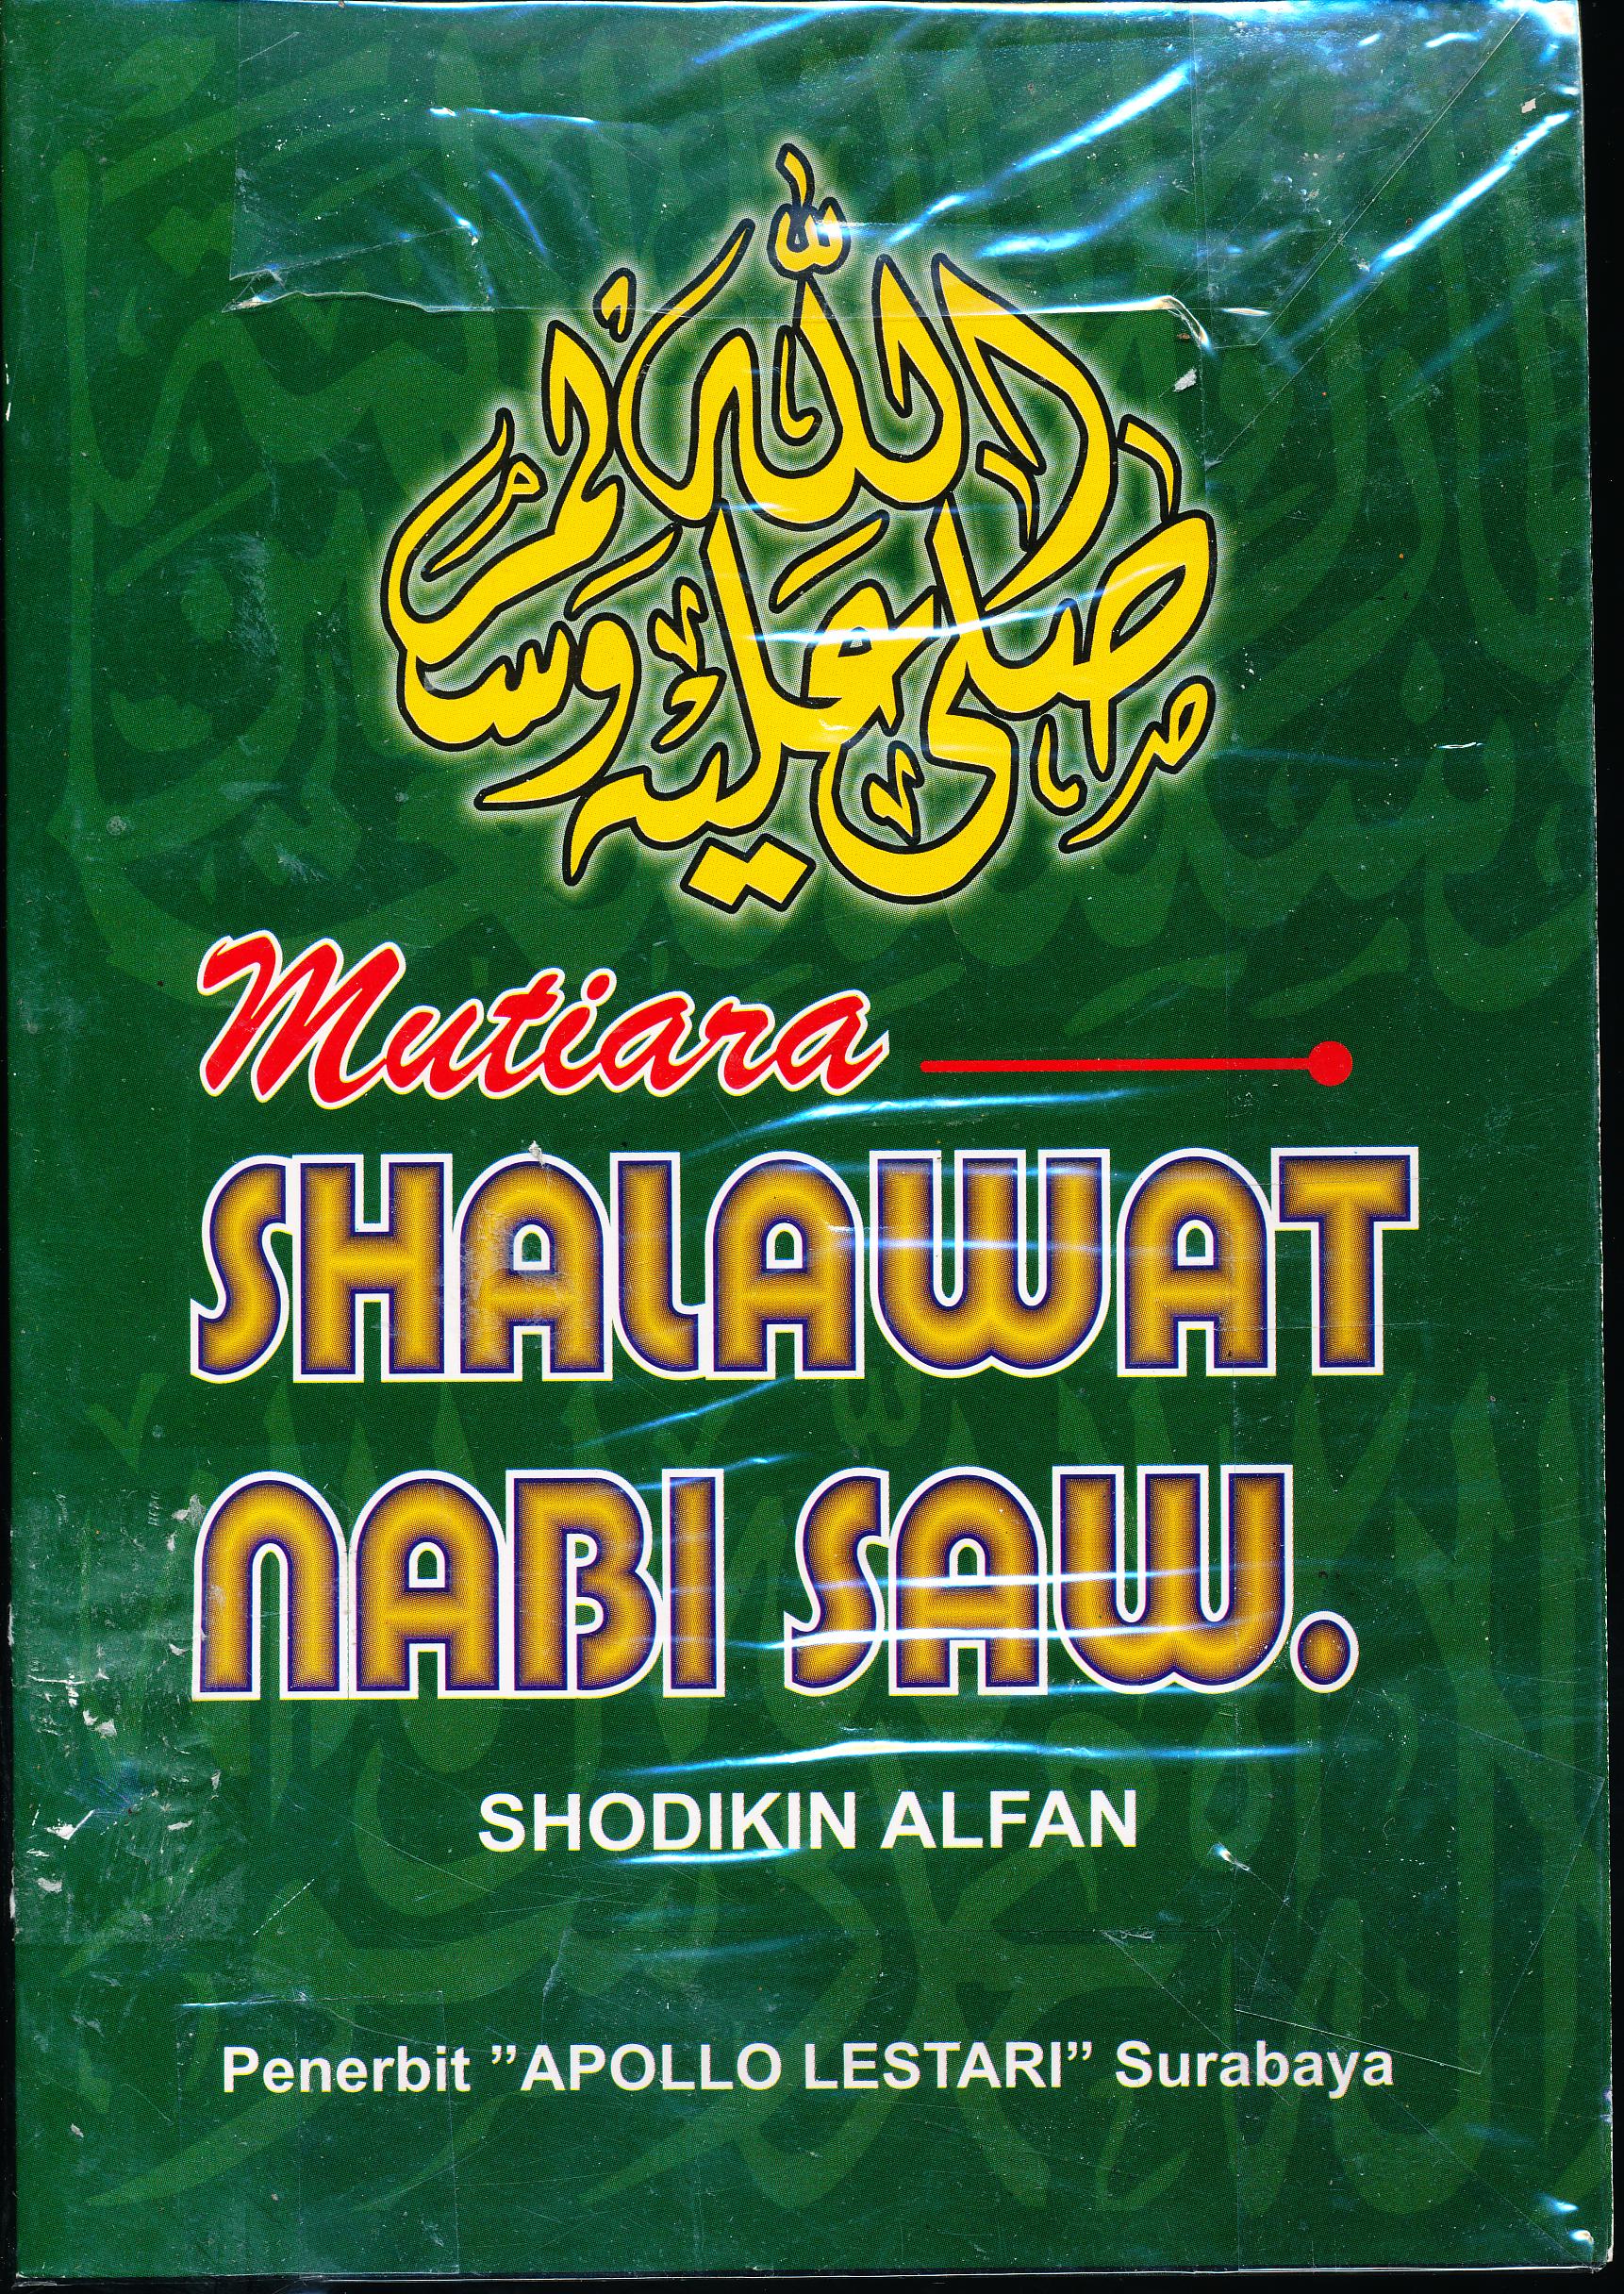 صلى الله عليه وسلم
Mutiara
SHALAWAT
NABI SAW.
SHODIKIN ALFAN
Penerbit ”APOLLO LESTARI” Surabaya